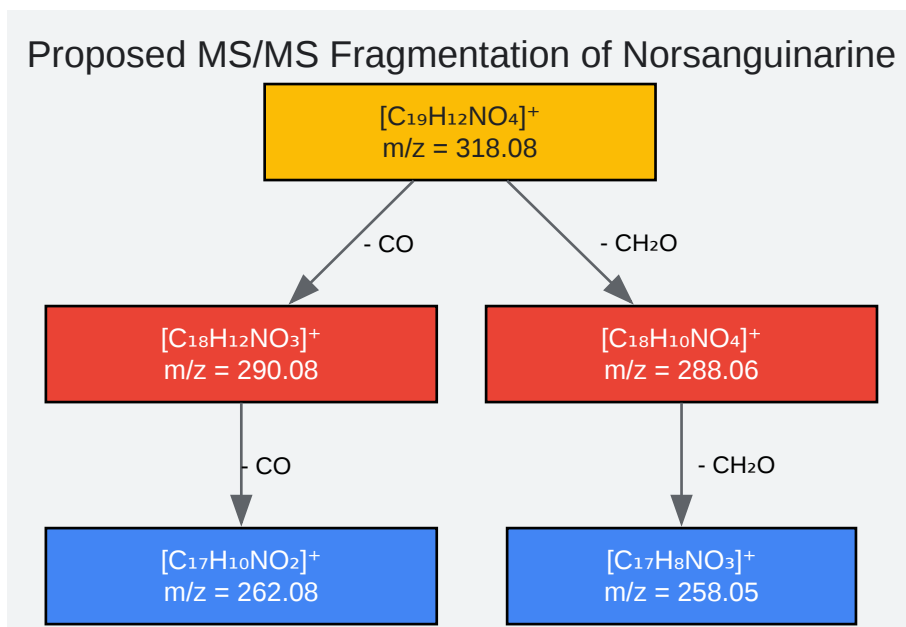 Proposed MS/MS Fragmentation of Norsanguinarine
[C₁₉H₁₂NO₄]⁺
m/z = 318.08
- CO
- CH₂O
[C₁₈H₁₂NO₃]⁺
m/z = 290.08
[C₁₈H₁₀NO₄]⁺
m/z = 288.06
- CO
- CH₂O
[C₁₇H₁₀NO₂]⁺
m/z = 262.08
[C₁₇H₈NO₃]⁺
m/z = 258.05